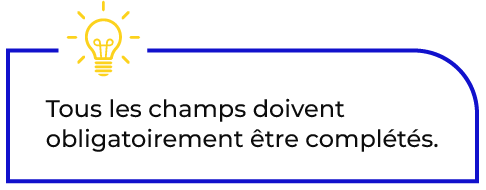 Tous les champs doivent
obligatoirement être complétés.